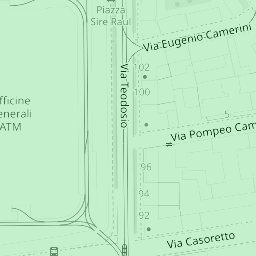 Piazza
Sire Raul
Via Eugenio Camerini
102
100
Via Teodosio
fficine
enerali
ATM
5
Via Pompeo Cam
96
94
92
Via Casoretto